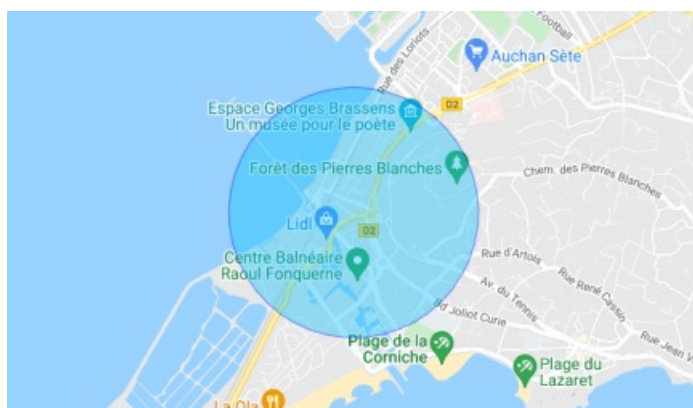 Football
Rue des Loriots
Auchan Sète
D2
Espace Georges Brassens
Un musée pour le poète
Forêt des Pierres Blanches
Chem. des Pierres Blanches
Lidl
D2
Rue d'Artois
Centre Balnéaire
Raoul Fonquerne
Av. du Tennis
Rue René Cassin
Bd Joliot Curie
Rue Jean V
Plage de la
Corniche
Plage du
Lazaret
La Ola